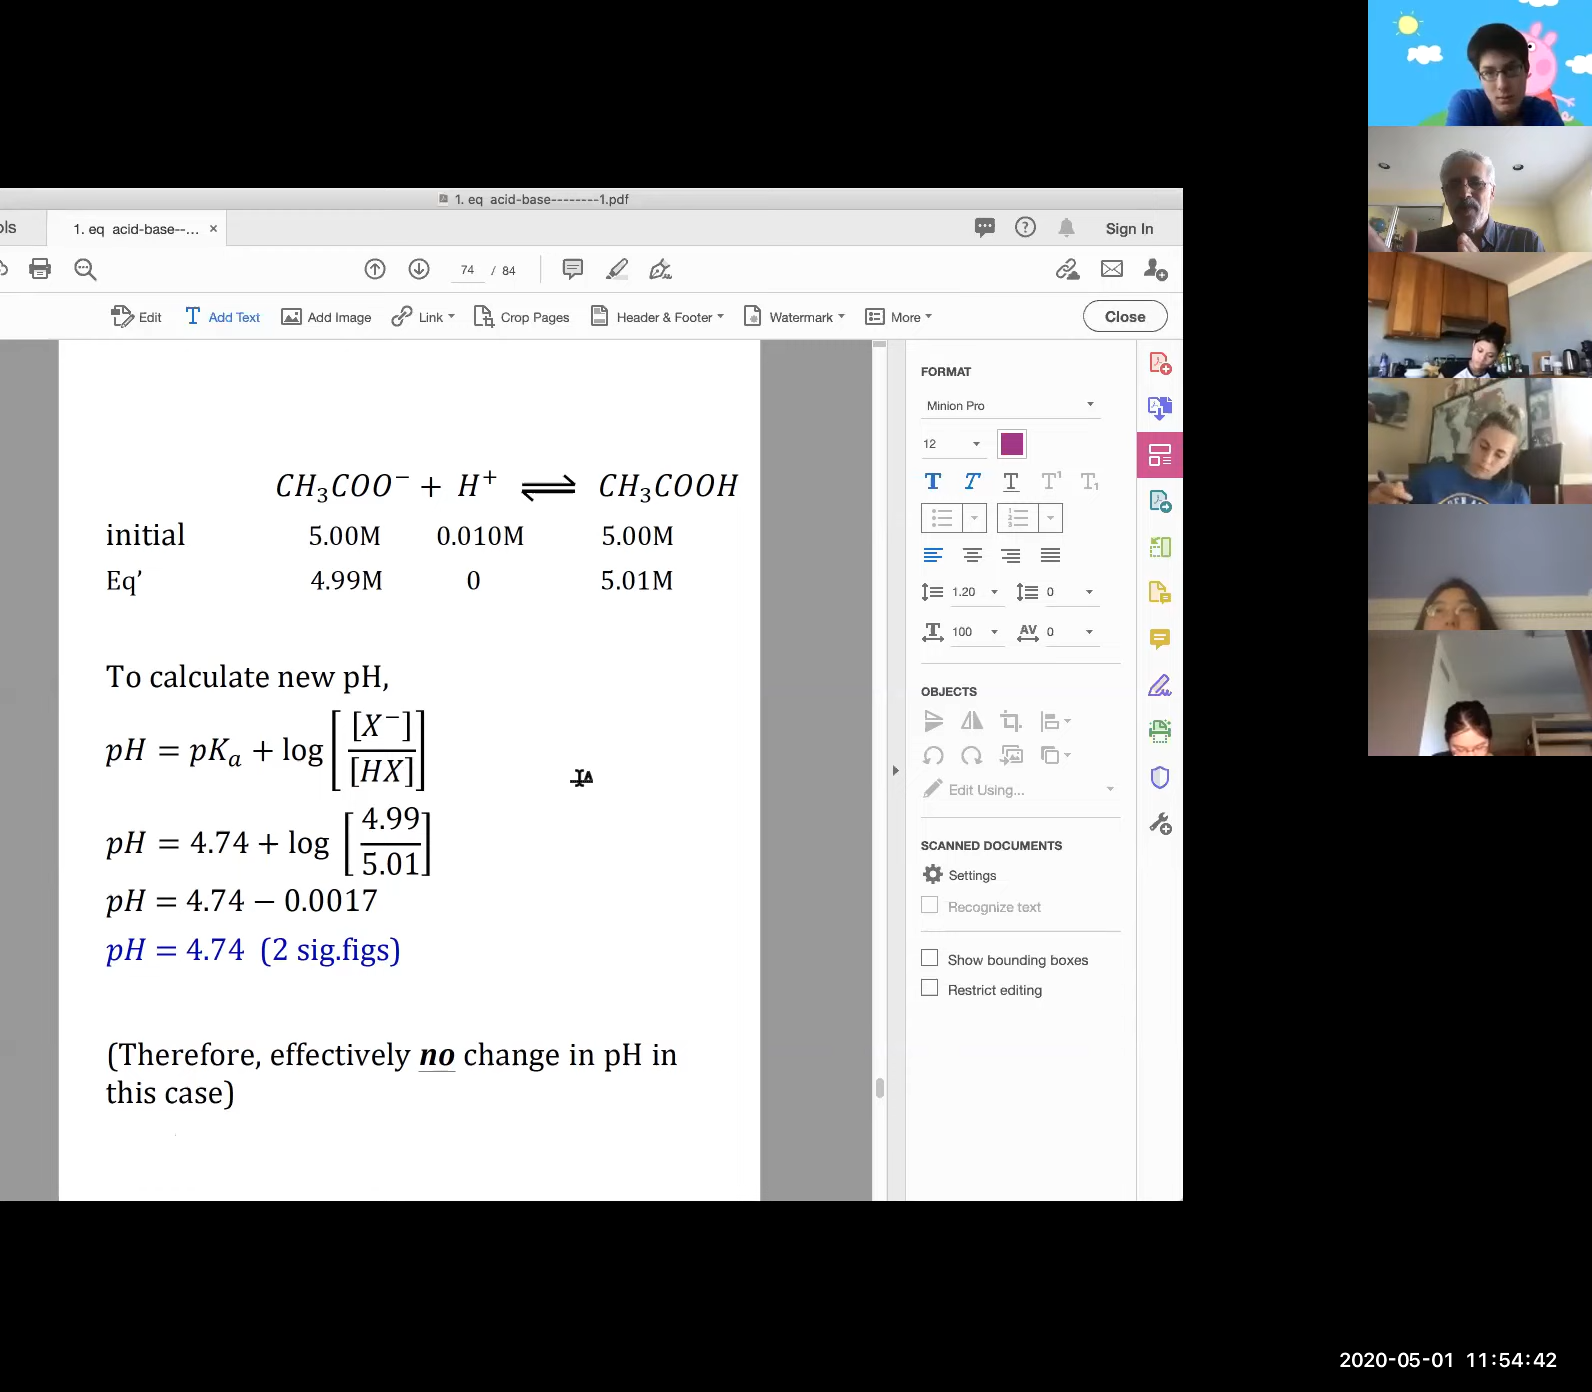 1. eq acid-base--------1.pdf
ols
1. eq acid-base--... ×
Sign In
74 / 84
Edit
Add Text
Add Image
Link
Crop Pages
Header & Footer
Watermark
More
Close
CH₃COO⁻ + H⁺ ⇌ CH₃COOH
initial 5.00M 0.010M 5.00M
Eq' 4.99M 0 5.01M
To calculate new pH,
pH = pKₐ + log [[X⁻]/[HX]]
pH = 4.74 + log [4.99/5.01]
pH = 4.74 − 0.0017
pH = 4.74 (2 sig.figs)
(Therefore, effectively no change in pH in
this case)
FORMAT
Minion Pro
12
1.20 0
100 AV 0
OBJECTS
Edit Using...
SCANNED DOCUMENTS
Settings
Recognize text
Show bounding boxes
Restrict editing
2020-05-01 11:54:42